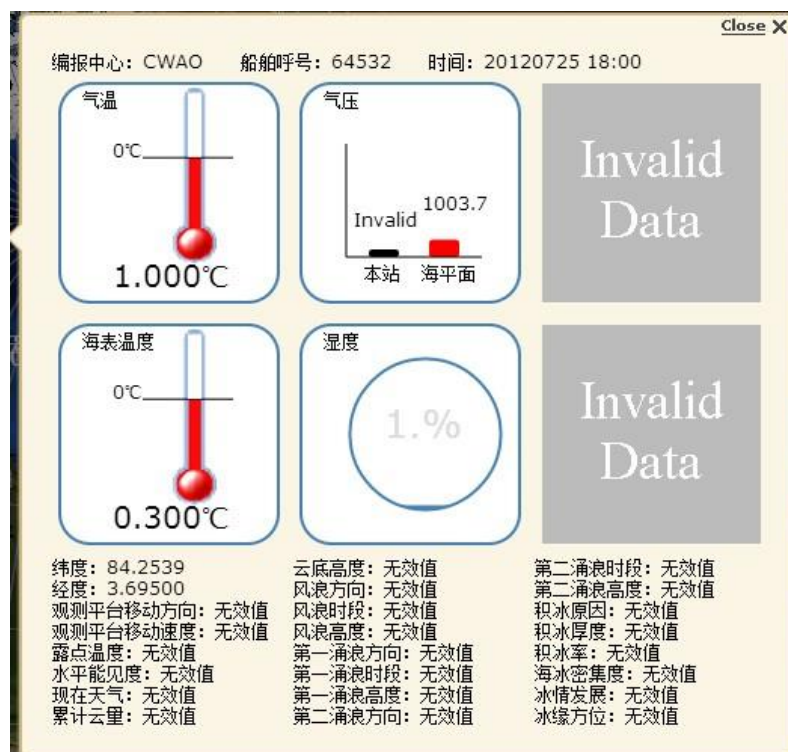 Close X
编报中心：CWAO 船舶呼号：64532 时间：20120725 18:00
气温
0℃
1.000℃
气压
Invalid
1003.7
本站 海平面
Invalid
Data
海表温度
0℃
0.300℃
湿度
1.%
Invalid
Data
纬度：84.2539
经度：3.69500
观测平台移动方向：无效值
观测平台移动速度：无效值
露点温度：无效值
水平能见度：无效值
现在天气：无效值
累计云量：无效值
云底高度：无效值
风浪方向：无效值
风浪时段：无效值
风浪高度：无效值
第一涌浪方向：无效值
第一涌浪时段：无效值
第一涌浪高度：无效值
第二涌浪方向：无效值
第二涌浪时段：无效值
第二涌浪高度：无效值
积冰原因：无效值
积冰厚度：无效值
积冰率：无效值
海冰密集度：无效值
冰情发展：无效值
冰缘方位：无效值